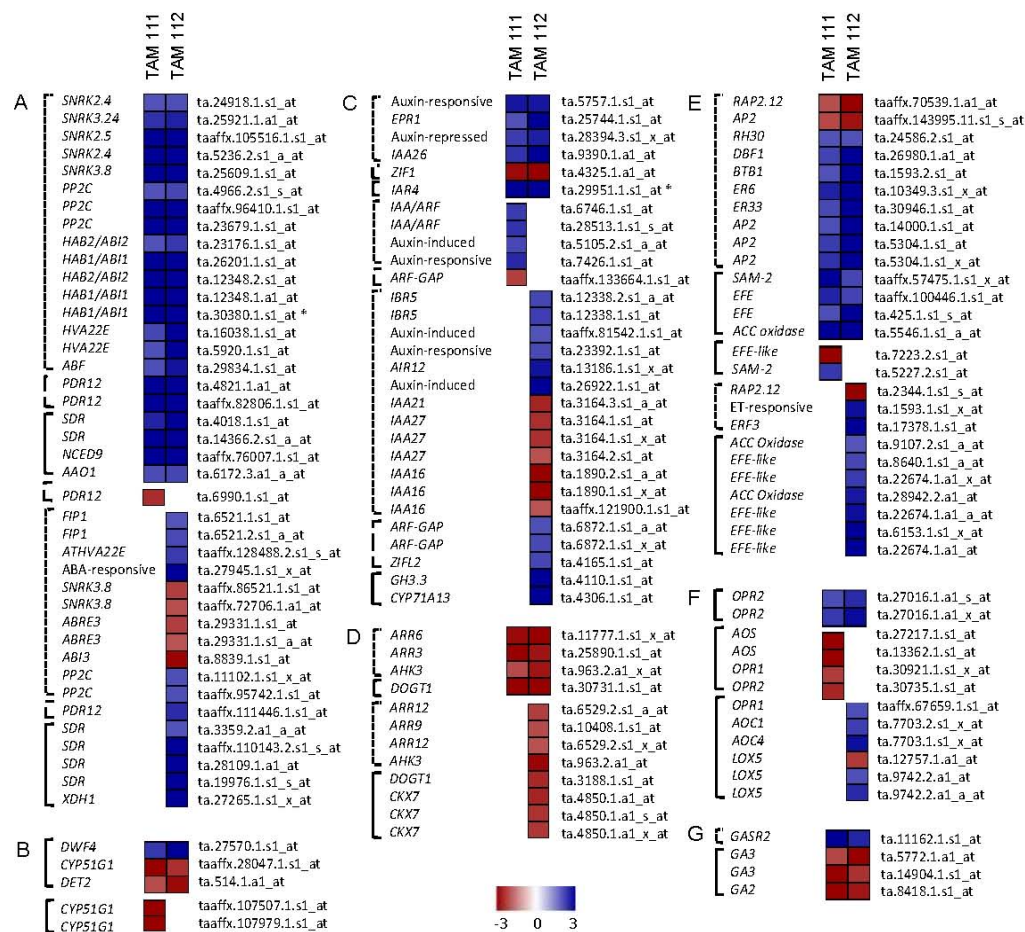 TAM 111
TAM 112
A
SNRK2.4 ta.24918.1.s1_at
SNRK3.24 ta.25921.1.a1_at
SNRK2.5 taaffx.105516.1.s1_at
SNRK2.4 ta.5236.2.s1_a_at
SNRK3.8 ta.25609.1.s1_at
PP2C ta.4966.2.s1_s_at
PP2C taaffx.96410.1.s1_at
PP2C ta.23679.1.s1_at
HAB2/ABI2 ta.23176.1.s1_at
HAB1/ABI1 ta.26201.1.s1_at
HAB2/ABI2 ta.12348.2.s1_at
HAB1/ABI1 ta.12348.1.a1_at
HAB1/ABI1 ta.30380.1.s1_at *
HVA22E ta.16038.1.s1_at
HVA22E ta.5920.1.s1_at
ABF ta.29834.1.s1_at
PDR12 ta.4821.1.a1_at
PDR12 taaffx.82806.1.s1_at
SDR ta.4018.1.s1_at
SDR ta.14366.2.s1_a_at
NCED9 taaffx.76007.1.s1_at
AAO1 ta.6172.3.a1_a_at
PDR12 ta.6990.1.s1_at
FIP1 ta.6521.1.s1_at
FIP1 ta.6521.2.s1_a_at
ATHVA22E taaffx.128488.2.s1_s_at
ABA-responsive ta.27945.1.s1_x_at
SNRK3.8 taaffx.86521.1.s1_at
SNRK3.8 taaffx.72706.1.a1_at
ABRE3 ta.29331.1.s1_at
ABRE3 ta.29331.1.s1_a_at
ABI3 ta.8839.1.s1_at
PP2C ta.11102.1.s1_x_at
PP2C taaffx.95742.1.s1_at
PDR12 taaffx.111446.1.s1_at
SDR ta.3359.2.a1_a_at
SDR taaffx.110143.2.s1_s_at
SDR ta.28109.1.a1_at
SDR ta.19976.1.s1_s_at
XDH1 ta.27265.1.s1_x_at
B
DWF4 ta.27570.1.s1_at
CYP51G1 taaffx.28047.1.s1_at
DET2 ta.514.1.a1_at
CYP51G1 taaffx.107507.1.s1_at
CYP51G1 taaffx.107979.1.s1_at
TAM 111
TAM 112
C
Auxin-responsive ta.5757.1.s1_at
EPR1 ta.25744.1.s1_at
Auxin-repressed ta.28394.3.s1_x_at
IAA26 ta.9390.1.a1_at
ZIF1 ta.4325.1.a1_at
IAR4 ta.29951.1.s1_at *
IAA/ARF ta.6746.1.s1_at
IAA/ARF ta.28513.1.s1_s_at
Auxin-induced ta.5105.2.s1_a_at
Auxin-responsive ta.7426.1.s1_at
ARF-GAP taaffx.133664.1.s1_at
IBR5 ta.12338.2.s1_a_at
IBR5 ta.12338.1.s1_at
Auxin-induced taaffx.81542.1.s1_at
Auxin-responsive ta.23392.1.s1_at
AIR12 ta.13186.1.s1_x_at
Auxin-induced ta.26922.1.s1_at
IAA21 ta.3164.3.s1_a_at
IAA27 ta.3164.1.s1_at
IAA27 ta.3164.1.s1_x_at
IAA27 ta.3164.2.s1_at
IAA16 ta.1890.2.s1_a_at
IAA16 ta.1890.1.s1_x_at
IAA16 taaffx.121900.1.s1_at
ARF-GAP ta.6872.1.s1_a_at
ARF-GAP ta.6872.1.s1_x_at
ZIFL2 ta.4165.1.s1_at
GH3.3 ta.4110.1.s1_at
CYP71A13 ta.4306.1.s1_at
D
ARR6 ta.11777.1.s1_x_at
ARR3 ta.25890.1.s1_at
AHK3 ta.963.2.a1_x_at
DOGT1 ta.30731.1.s1_at
ARR12 ta.6529.2.s1_a_at
ARR9 ta.10408.1.s1_at
ARR12 ta.6529.2.s1_x_at
AHK3 ta.963.2.a1_at
DOGT1 ta.3188.1.s1_at
CKX7 ta.4850.1.a1_at
CKX7 ta.4850.1.a1_s_at
CKX7 ta.4850.1.a1_x_at
-3 0 3
TAM 111
TAM 112
E
RAP2.12 taaffx.70539.1.a1_at
AP2 taaffx.143995.11.s1_s_at
RH30 ta.24586.2.s1_at
DBF1 ta.26980.1.a1_at
BTB1 ta.1593.2.s1_at
ER6 ta.10349.3.s1_x_at
ER33 ta.30946.1.s1_at
AP2 ta.14000.1.s1_at
AP2 ta.5304.1.s1_at
AP2 ta.5304.1.s1_x_at
SAM-2 taaffx.57475.1.s1_x_at
EFE taaffx.100446.1.s1_at
EFE ta.425.1.s1_s_at
ACC oxidase ta.5546.1.a1_a_at
EFE-like ta.7223.2.s1_at
SAM-2 ta.5227.2.s1_at
RAP2.12 ta.2344.1.s1_s_at
ET-responsive ta.1593.1.s1_x_at
ERF3 ta.17378.1.s1_at
ACC Oxidase ta.9107.2.s1_a_at
EFE-like ta.8640.1.s1_a_at
EFE-like ta.22674.1.a1_x_at
ACC Oxidase ta.28942.2.a1_at
EFE-like ta.22674.1.a1_a_at
EFE-like ta.6153.1.s1_x_at
EFE-like ta.22674.1.a1_at
F
OPR2 ta.27016.1.a1_s_at
OPR2 ta.27016.1.a1_x_at
AOS ta.27217.1.s1_at
AOS ta.13362.1.s1_at
OPR1 ta.30921.1.s1_x_at
OPR2 ta.30735.1.s1_at
OPR1 taaffx.67659.1.s1_at
AOC1 ta.7703.2.s1_x_at
AOC4 ta.7703.1.s1_x_at
LOX5 ta.12757.1.a1_at
LOX5 ta.9742.2.a1_at
LOX5 ta.9742.2.a1_a_at
G
GASR2 ta.11162.1.s1_at
GA3 ta.5772.1.a1_at
GA3 ta.14904.1.s1_at
GA2 ta.8418.1.s1_at